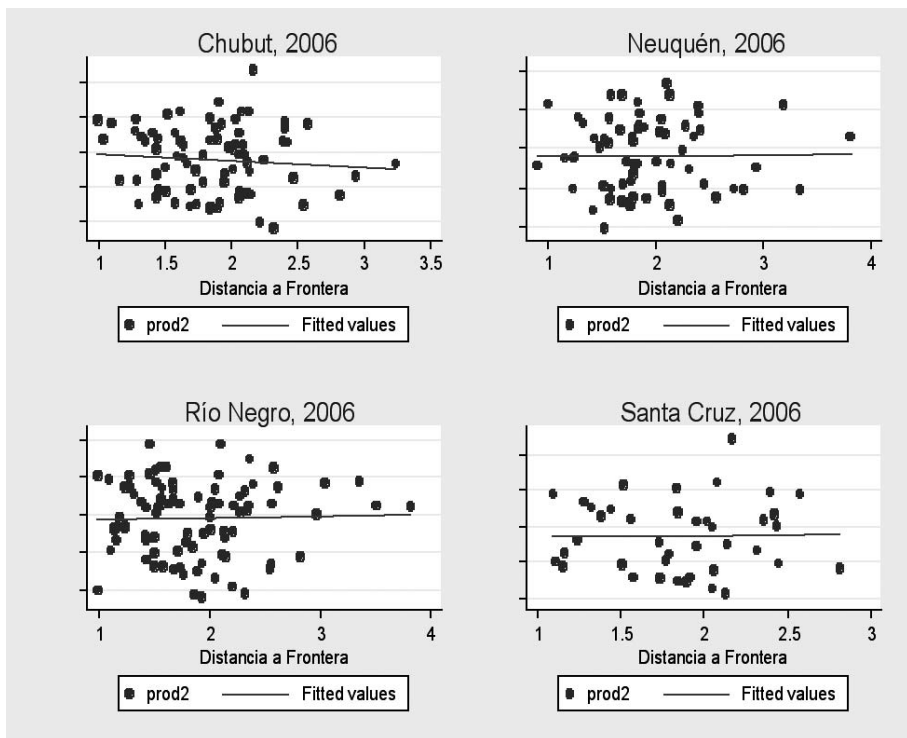 Chubut, 2006
1 1.5 2 2.5 3 3.5
Distancia a Frontera
prod2 Fitted values
Neuquén, 2006
1 2 3 4
Distancia a Frontera
prod2 Fitted values
Río Negro, 2006
1 2 3 4
Distancia a Frontera
prod2 Fitted values
Santa Cruz, 2006
1 1.5 2 2.5 3
Distancia a Frontera
prod2 Fitted values